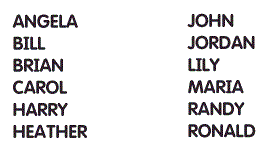 ANGELA JOHN
BILL JORDAN
BRIAN LILY
CAROL MARIA
HARRY RANDY
HEATHER RONALD